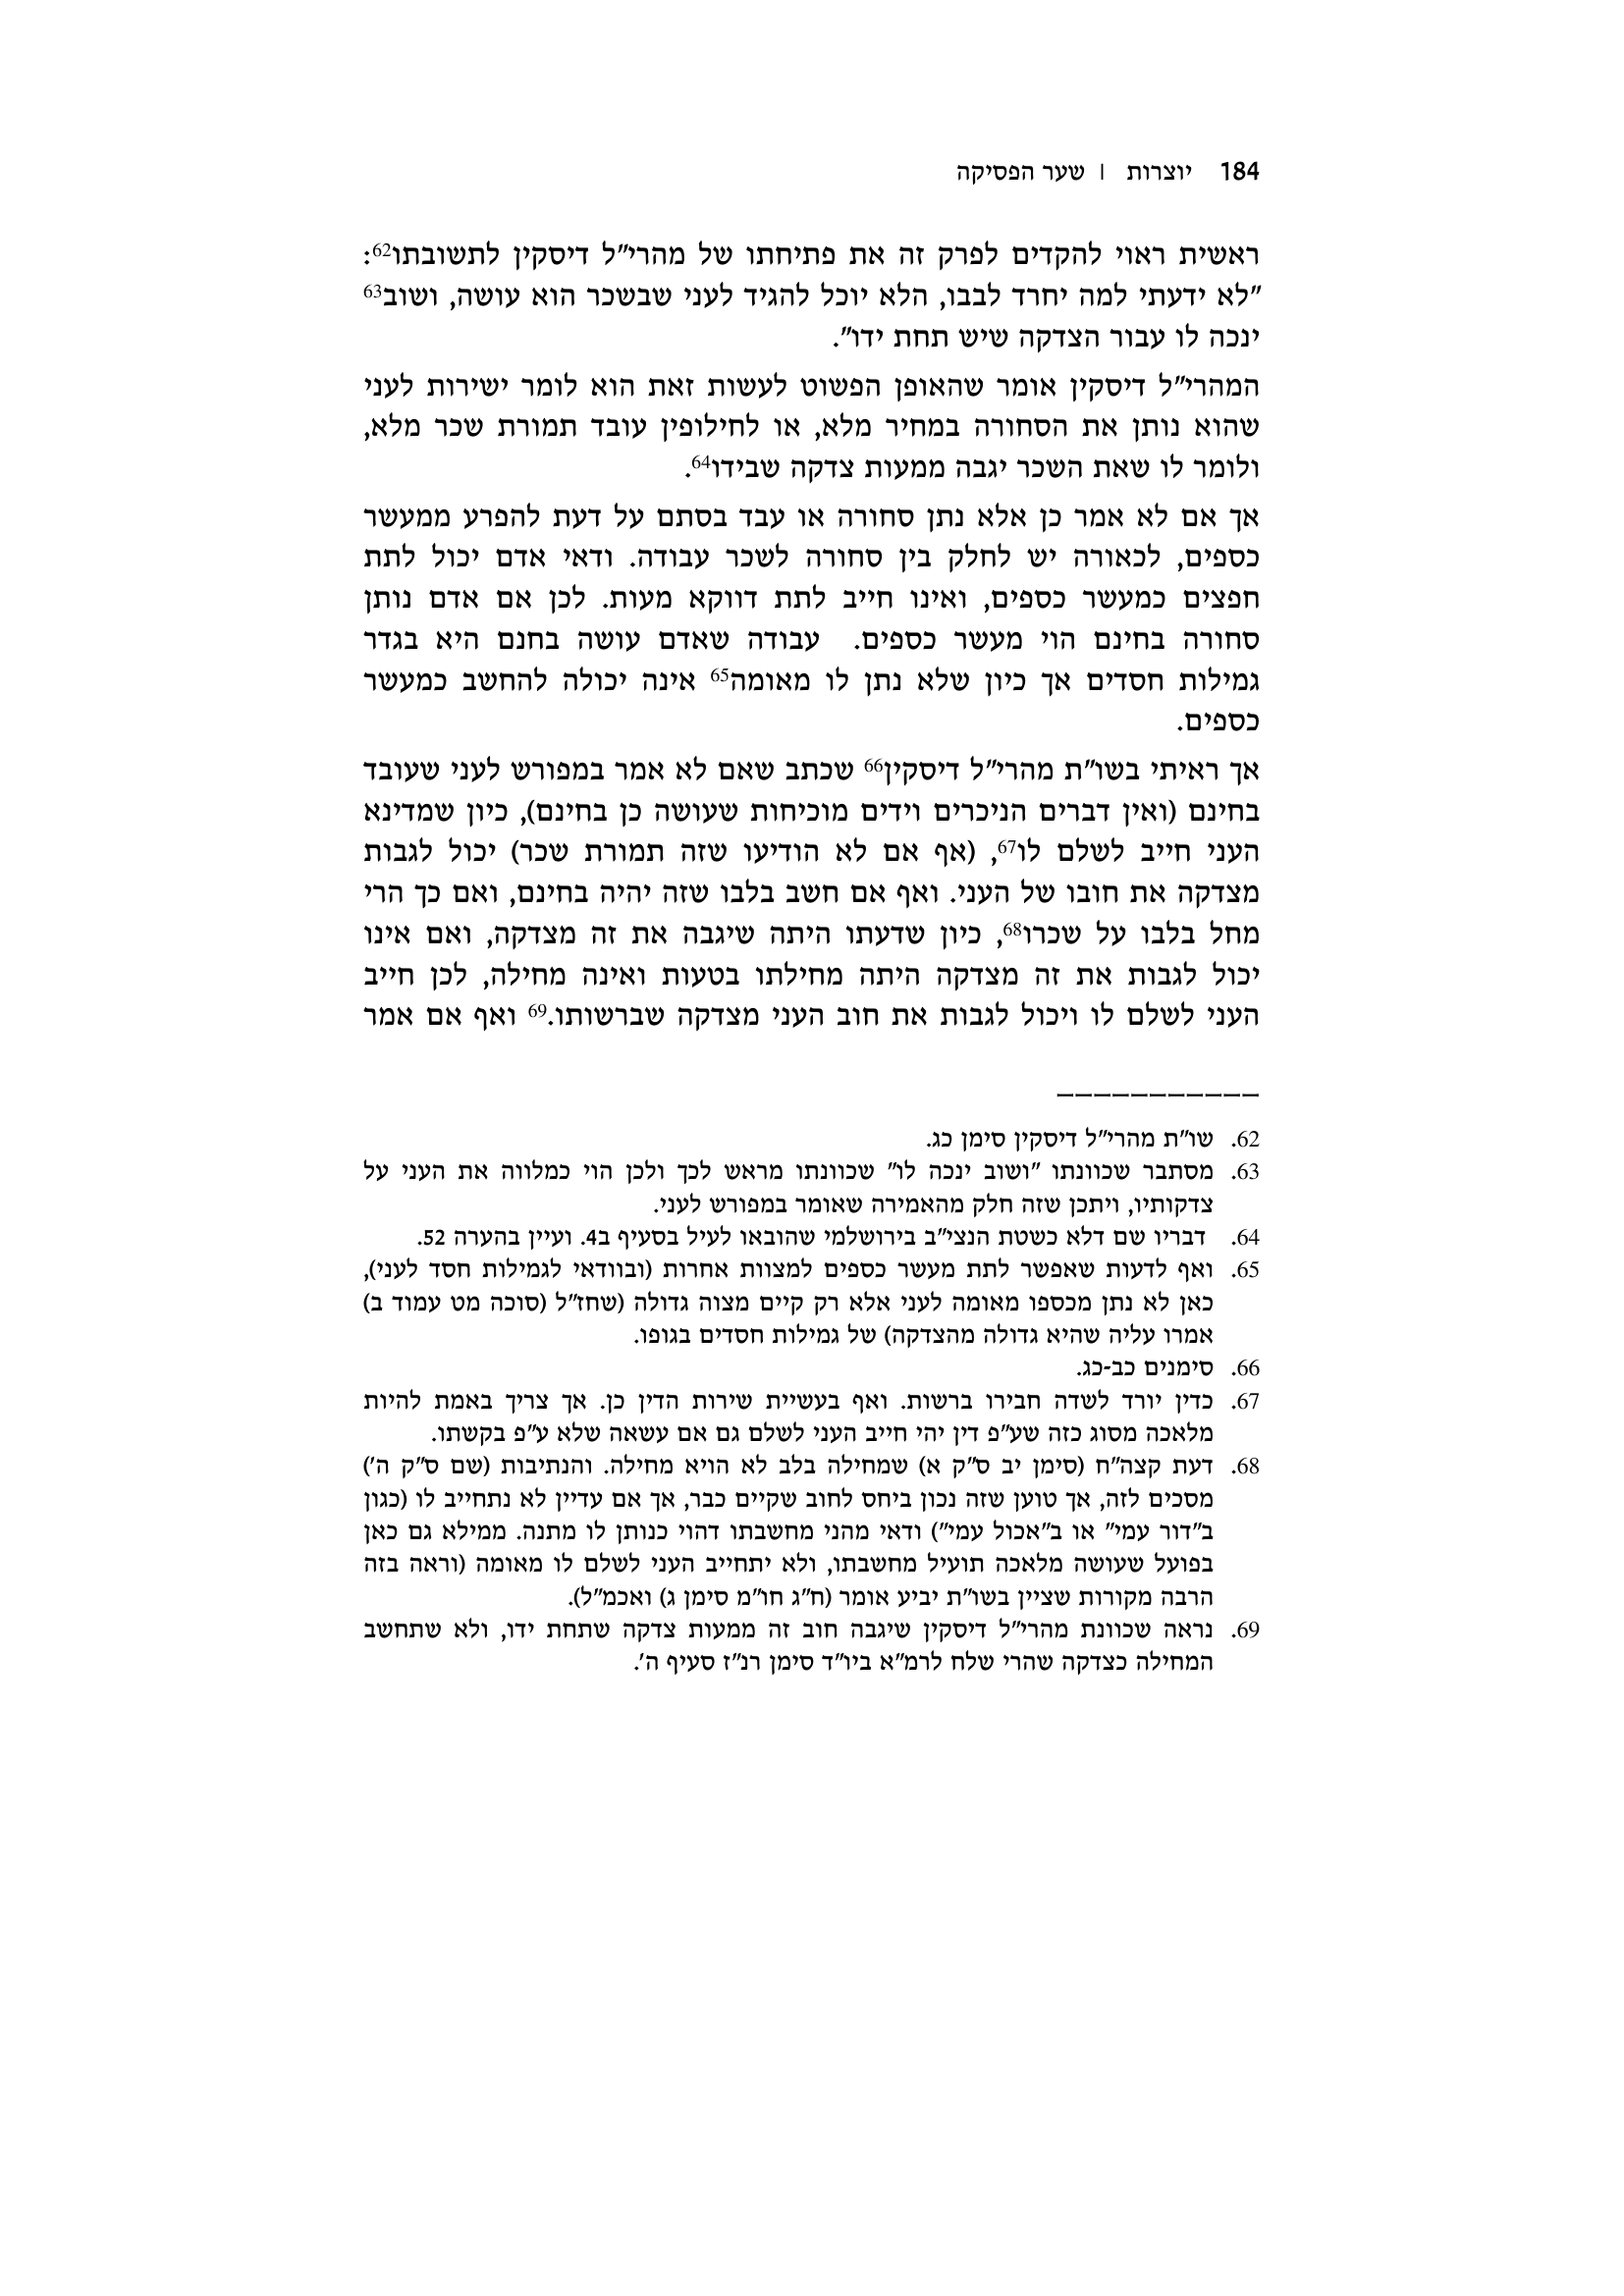 184 יוצרות | שער הפסיקה
ראשית ראוי להקדים לפרק זה את פתיחתו של מהרי"ל דיסקין לתשובתו62:
"לא ידעתי למה יחרד לבבו, הלא יוכל להגיד לעני שבשכר הוא עושה, ושוב63
ינכה לו עבור הצדקה שיש תחת ידו".
המהרי"ל דיסקין אומר שהאופן הפשוט לעשות זאת הוא לומר ישירות לעני
שהוא נותן את הסחורה במחיר מלא, או לחילופין עובד תמורת שכר מלא,
ולומר לו שאת השכר יגבה ממעות צדקה שבידו64.
אך אם לא אמר כן אלא נתן סחורה או עבד בסתם על דעת להפרע ממעשר
כספים, לכאורה יש לחלק בין סחורה לשכר עבודה. ודאי אדם יכול לתת
חפצים כמעשר כספים, ואינו חייב לתת דווקא מעות. לכן אם אדם נותן
סחורה בחינם הוי מעשר כספים.  עבודה שאדם עושה בחנם היא בגדר
גמילות חסדים אך כיון שלא נתן לו מאומה65 אינה יכולה להחשב כמעשר
כספים.
אך ראיתי בשו"ת מהרי"ל דיסקין66 שכתב שאם לא אמר במפורש לעני שעובד
בחינם (ואין דברים הניכרים וידים מוכיחות שעושה כן בחינם), כיון שמדינא
העני חייב לשלם לו67, (אף אם לא הודיעו שזה תמורת שכר) יכול לגבות
מצדקה את חובו של העני. ואף אם חשב בלבו שזה יהיה בחינם, ואם כך הרי
מחל בלבו על שכרו68, כיון שדעתו היתה שיגבה את זה מצדקה, ואם אינו
יכול לגבות את זה מצדקה היתה מחילתו בטעות ואינה מחילה, לכן חייב
העני לשלם לו ויכול לגבות את חוב העני מצדקה שברשותו.69 ואף אם אמר
___________
62. שו"ת מהרי"ל דיסקין סימן כג.
63. מסתבר שכוונתו "ושוב ינכה לו" שכוונתו מראש לכך ולכן הוי כמלווה את העני על
צדקותיו, ויתכן שזה חלק מהאמירה שאומר במפורש לעני.
64. דבריו שם דלא כשטת הנצי"ב בירושלמי שהובאו לעיל בסעיף ב4. ועיין בהערה 52.
65. ואף לדעות שאפשר לתת מעשר כספים למצוות אחרות (ובוודאי לגמילות חסד לעני),
כאן לא נתן מכספו מאומה לעני אלא רק קיים מצוה גדולה (שחז"ל (סוכה מט עמוד ב)
אמרו עליה שהיא גדולה מהצדקה) של גמילות חסדים בגופו.
66. סימנים כב-כג.
67. כדין יורד לשדה חבירו ברשות. ואף בעשיית שירות הדין כן. אך צריך באמת להיות
מלאכה מסוג כזה שע"פ דין יהי חייב העני לשלם גם אם עשאה שלא ע"פ בקשתו.
68. דעת קצה"ח (סימן יב ס"ק א) שמחילה בלב לא הויא מחילה. והנתיבות (שם ס"ק ה')
מסכים לזה, אך טוען שזה נכון ביחס לחוב שקיים כבר, אך אם עדיין לא נתחייב לו (כגון
ב"דור עמי" או ב"אכול עמי") ודאי מהני מחשבתו דהוי כנותן לו מתנה. ממילא גם כאן
בפועל שעושה מלאכה תועיל מחשבתו, ולא יתחייב העני לשלם לו מאומה (וראה בזה
הרבה מקורות שציין בשו"ת יביע אומר (ח"ג חו"מ סימן ג) ואכמ"ל).
69. נראה שכוונת מהרי"ל דיסקין שיגבה חוב זה ממעות צדקה שתחת ידו, ולא שתחשב
המחילה כצדקה שהרי שלח לרמ"א ביו"ד סימן רנ"ז סעיף ה'.